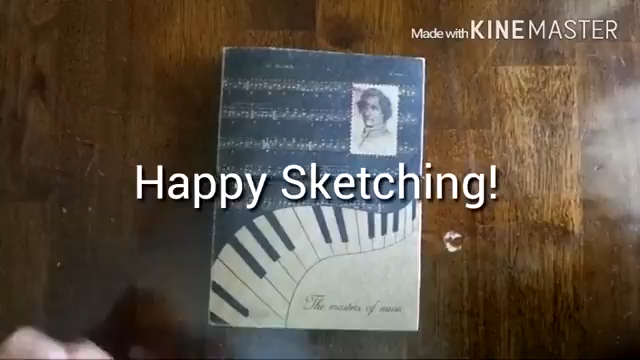 Made with KINEMASTER
Happy Sketching!
The masters of music